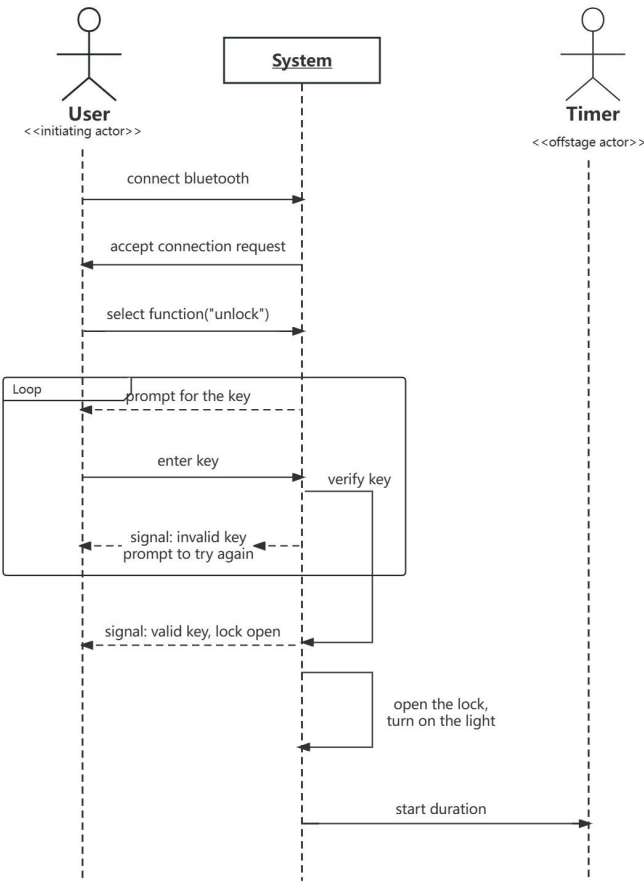 System
User
<<initiating actor>>
Timer
<<offstage actor>>
connect bluetooth
accept connection request
select function("unlock")
Loop
prompt for the key
enter key
verify key
signal: invalid key
prompt to try again
signal: valid key, lock open
open the lock,
turn on the light
start duration